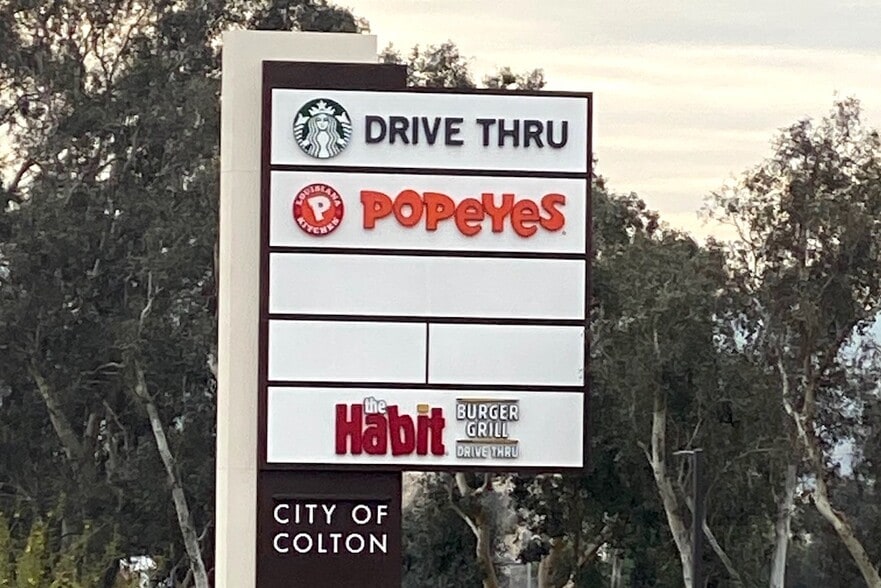 DRIVE THRU
LOUISIANA
P
KITCHEN
POPEYES
the
Habit
BURGER
GRILL
DRIVE THRU
CITY OF
COLTON